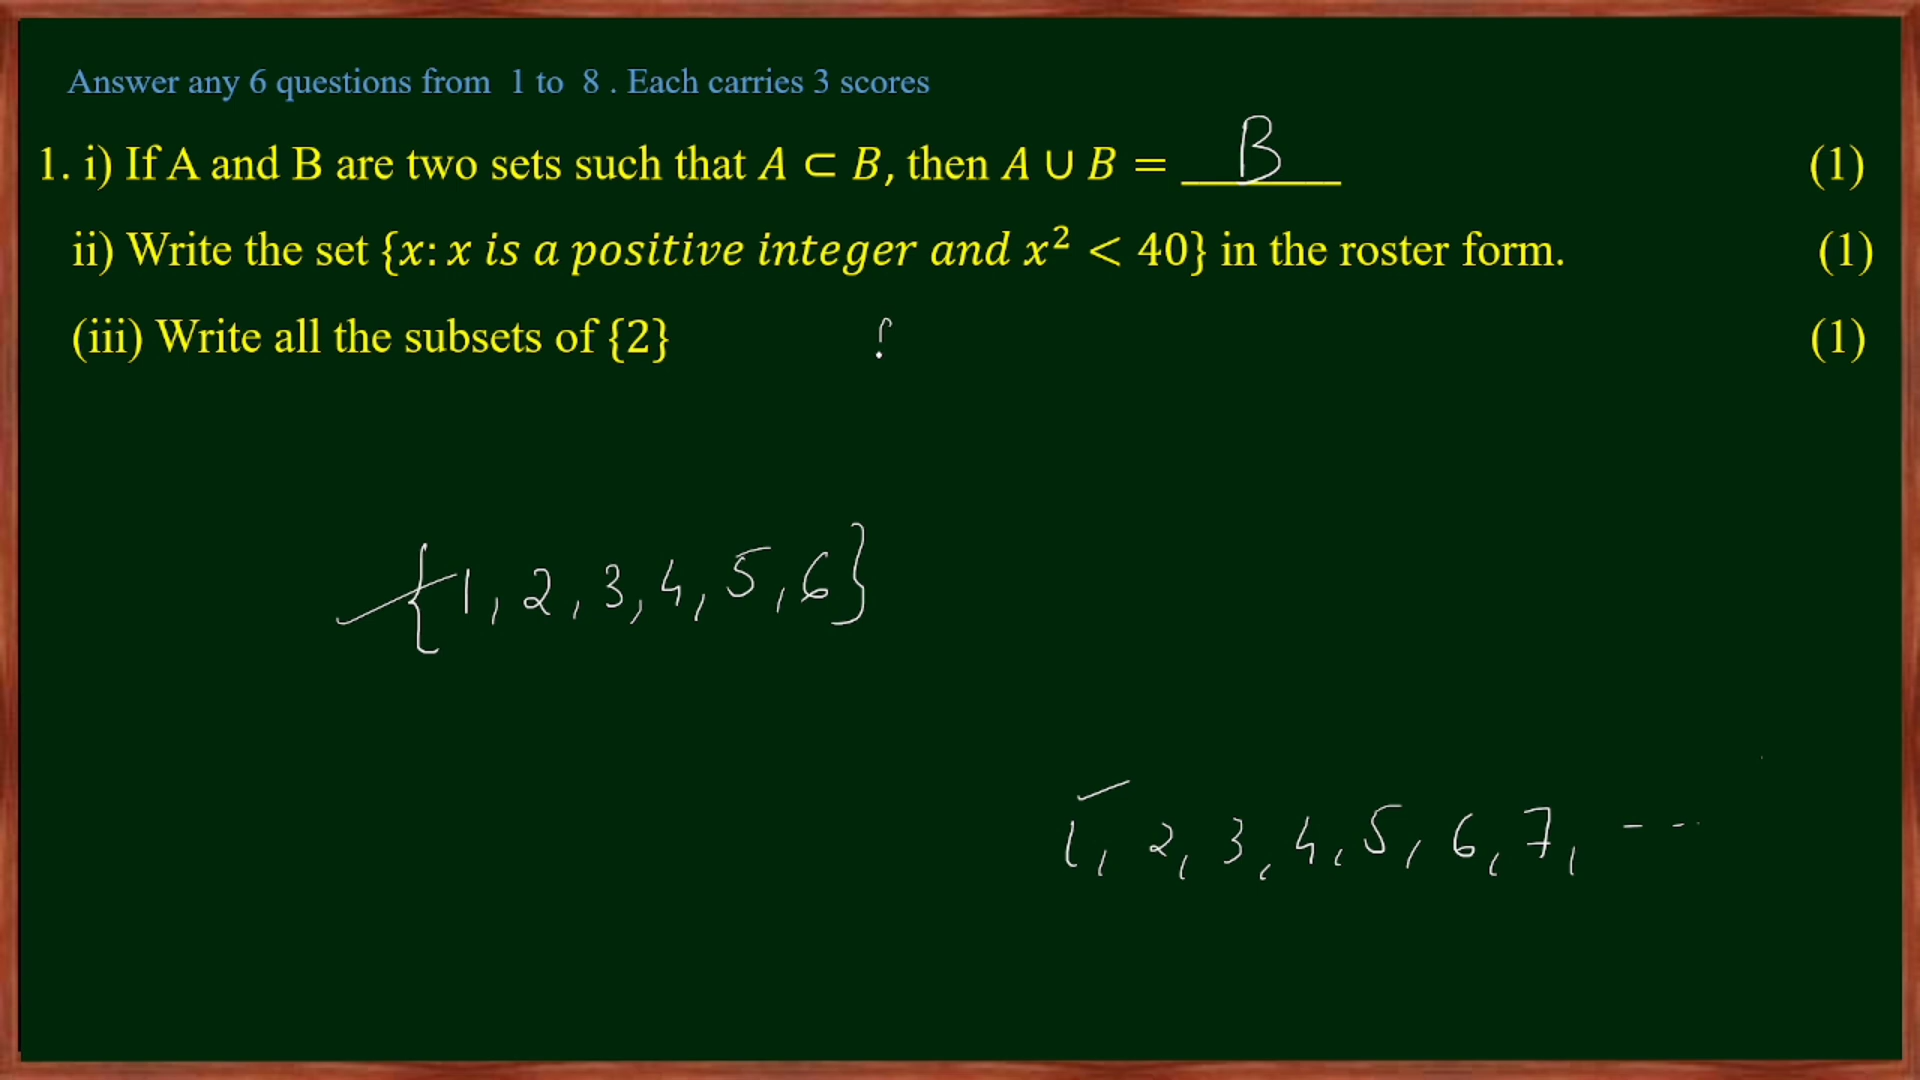 Answer any 6 questions from 1 to 8 . Each carries 3 scores
1. i) If A and B are two sets such that A ⊂ B, then A ∪ B = B (1)
ii) Write the set {x: x is a positive integer and x² < 40} in the roster form. (1)
(iii) Write all the subsets of {2} (1)
{1, 2, 3, 4, 5, 6}
1, 2, 3, 4, 5, 6, 7, - - -